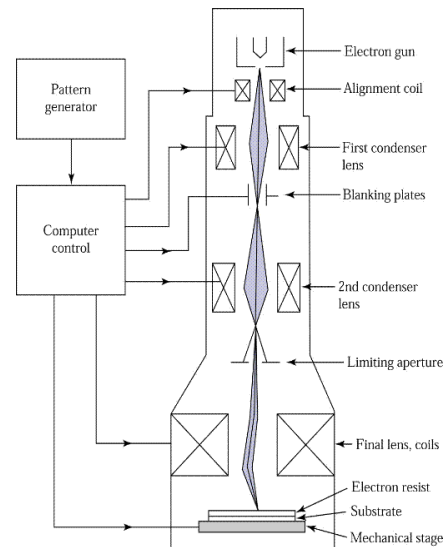 Electron gun
Pattern
generator
Alignment coil
First condenser
lens
Blanking plates
Computer
control
2nd condenser
lens
Limiting aperture
Final lens, coils
Electron resist
Substrate
Mechanical stage